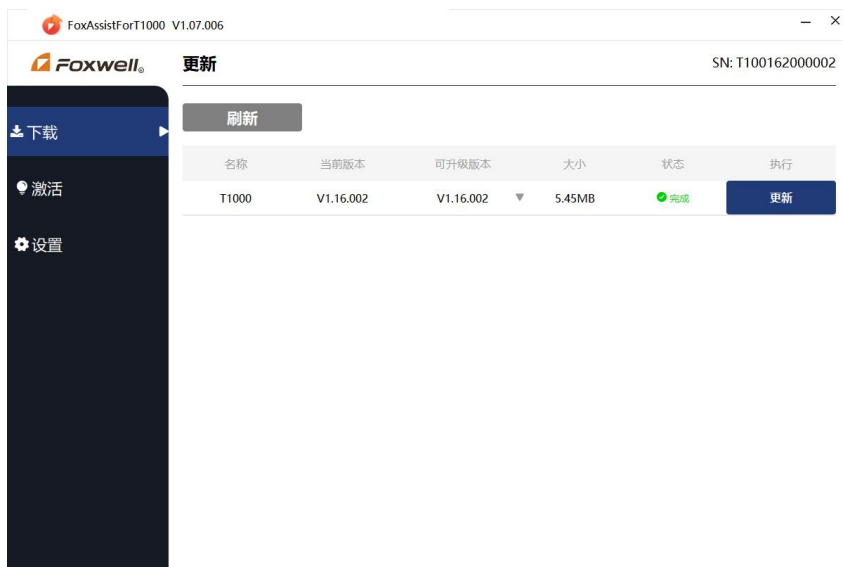 FoxAssistForT1000 V1.07.006
FOXWELL®
更新
SN: T100162000002
下载
刷新
名称 当前版本 可升级版本 大小 状态 执行
T1000 V1.16.002 V1.16.002 5.45MB 完成 更新
激活
设置